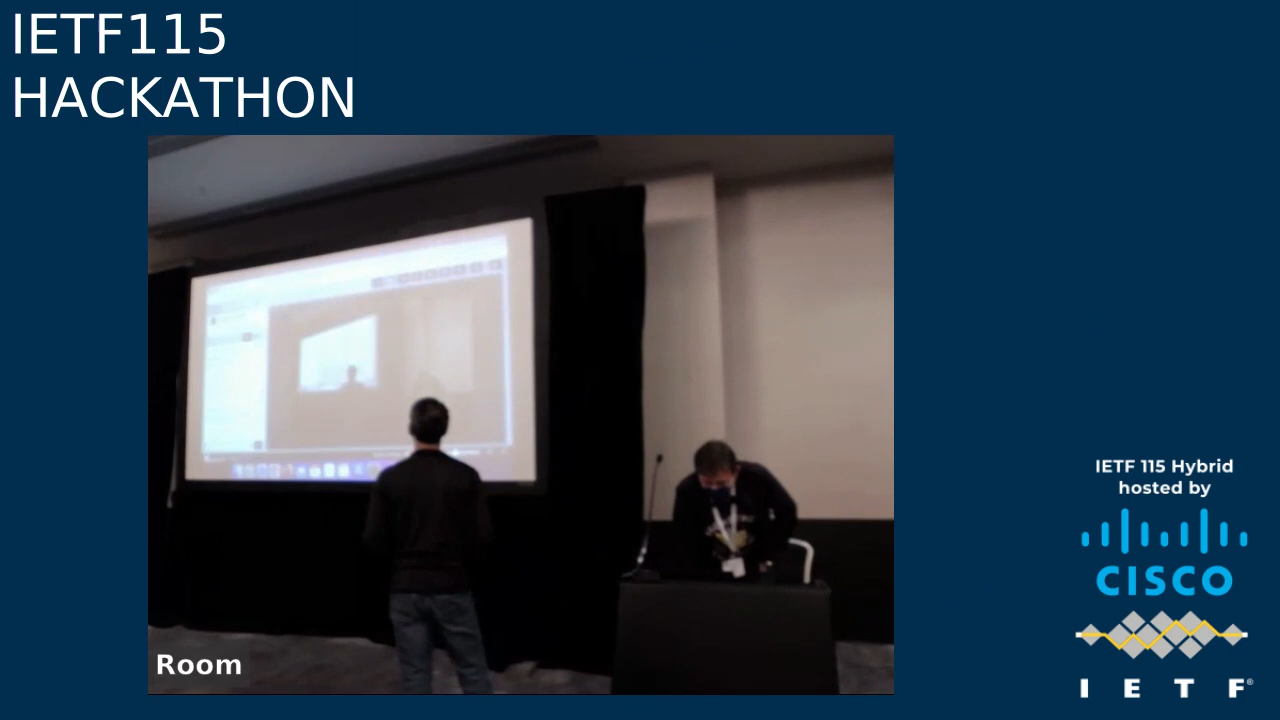 IETF115
HACKATHON
Room
IETF 115 Hybrid
hosted by
CISCO
I E T F®